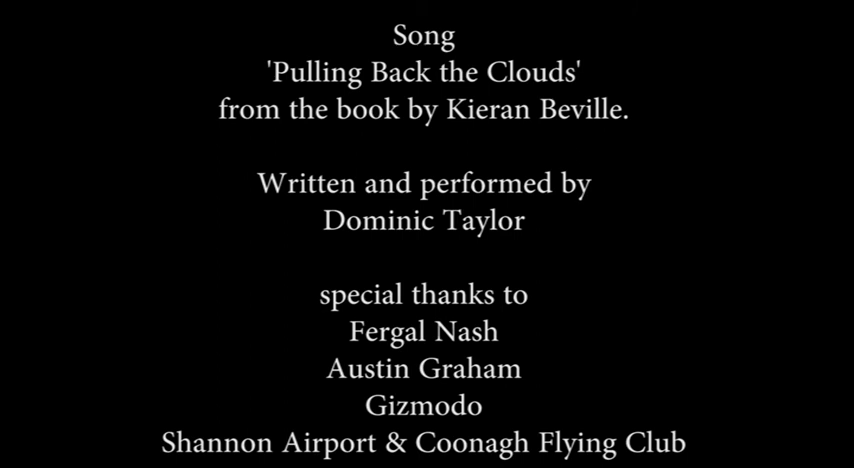 Song
'Pulling Back the Clouds'
from the book by Kieran Beville.
Written and performed by
Dominic Taylor
special thanks to
Fergal Nash
Austin Graham
Gizmodo
Shannon Airport & Coonagh Flying Club